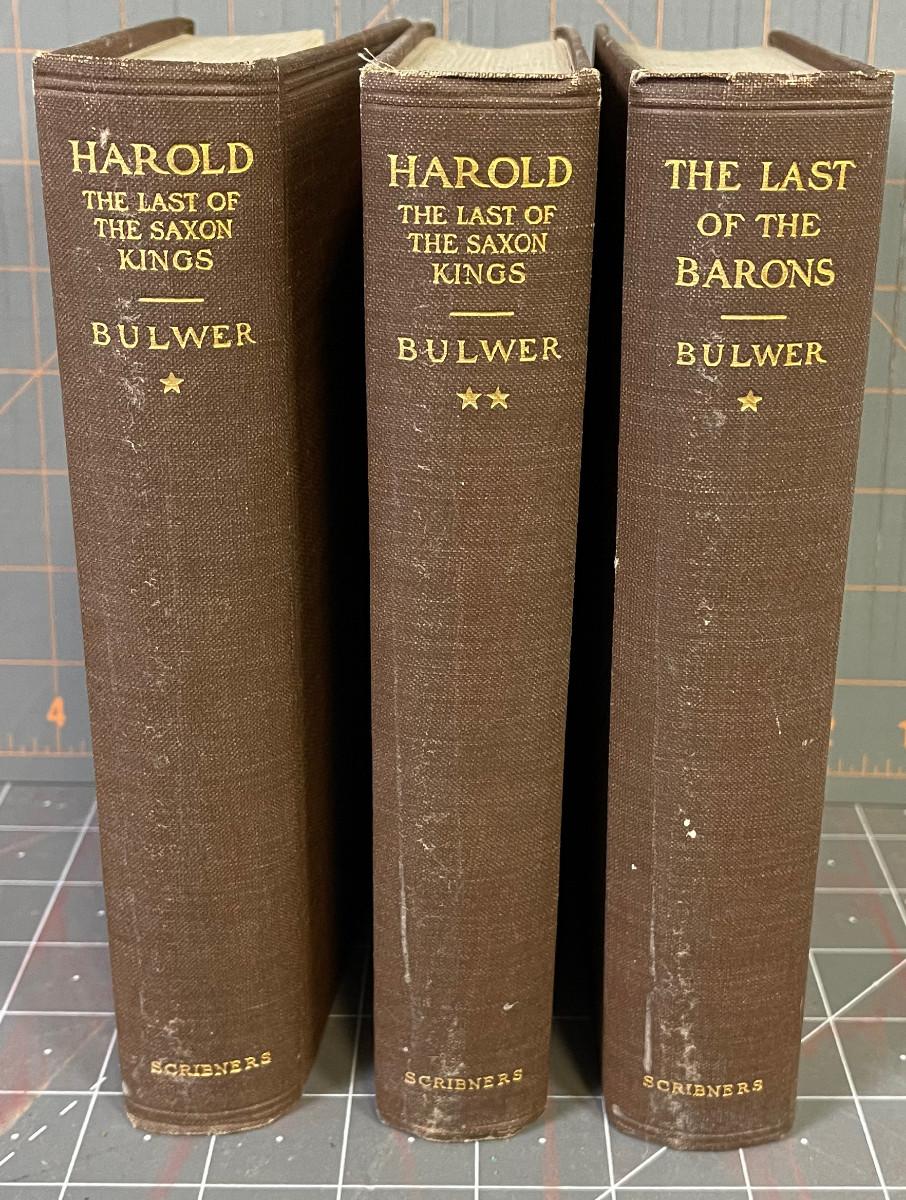 HAROLD
THE LAST OF
THE SAXON
KINGS
BULWER
SCRIBNERS
HAROLD
THE LAST OF
THE SAXON
KINGS
BULWER
SCRIBNERS
THE LAST
OF THE
BARONS
BULWER
SCRIBNERS
4